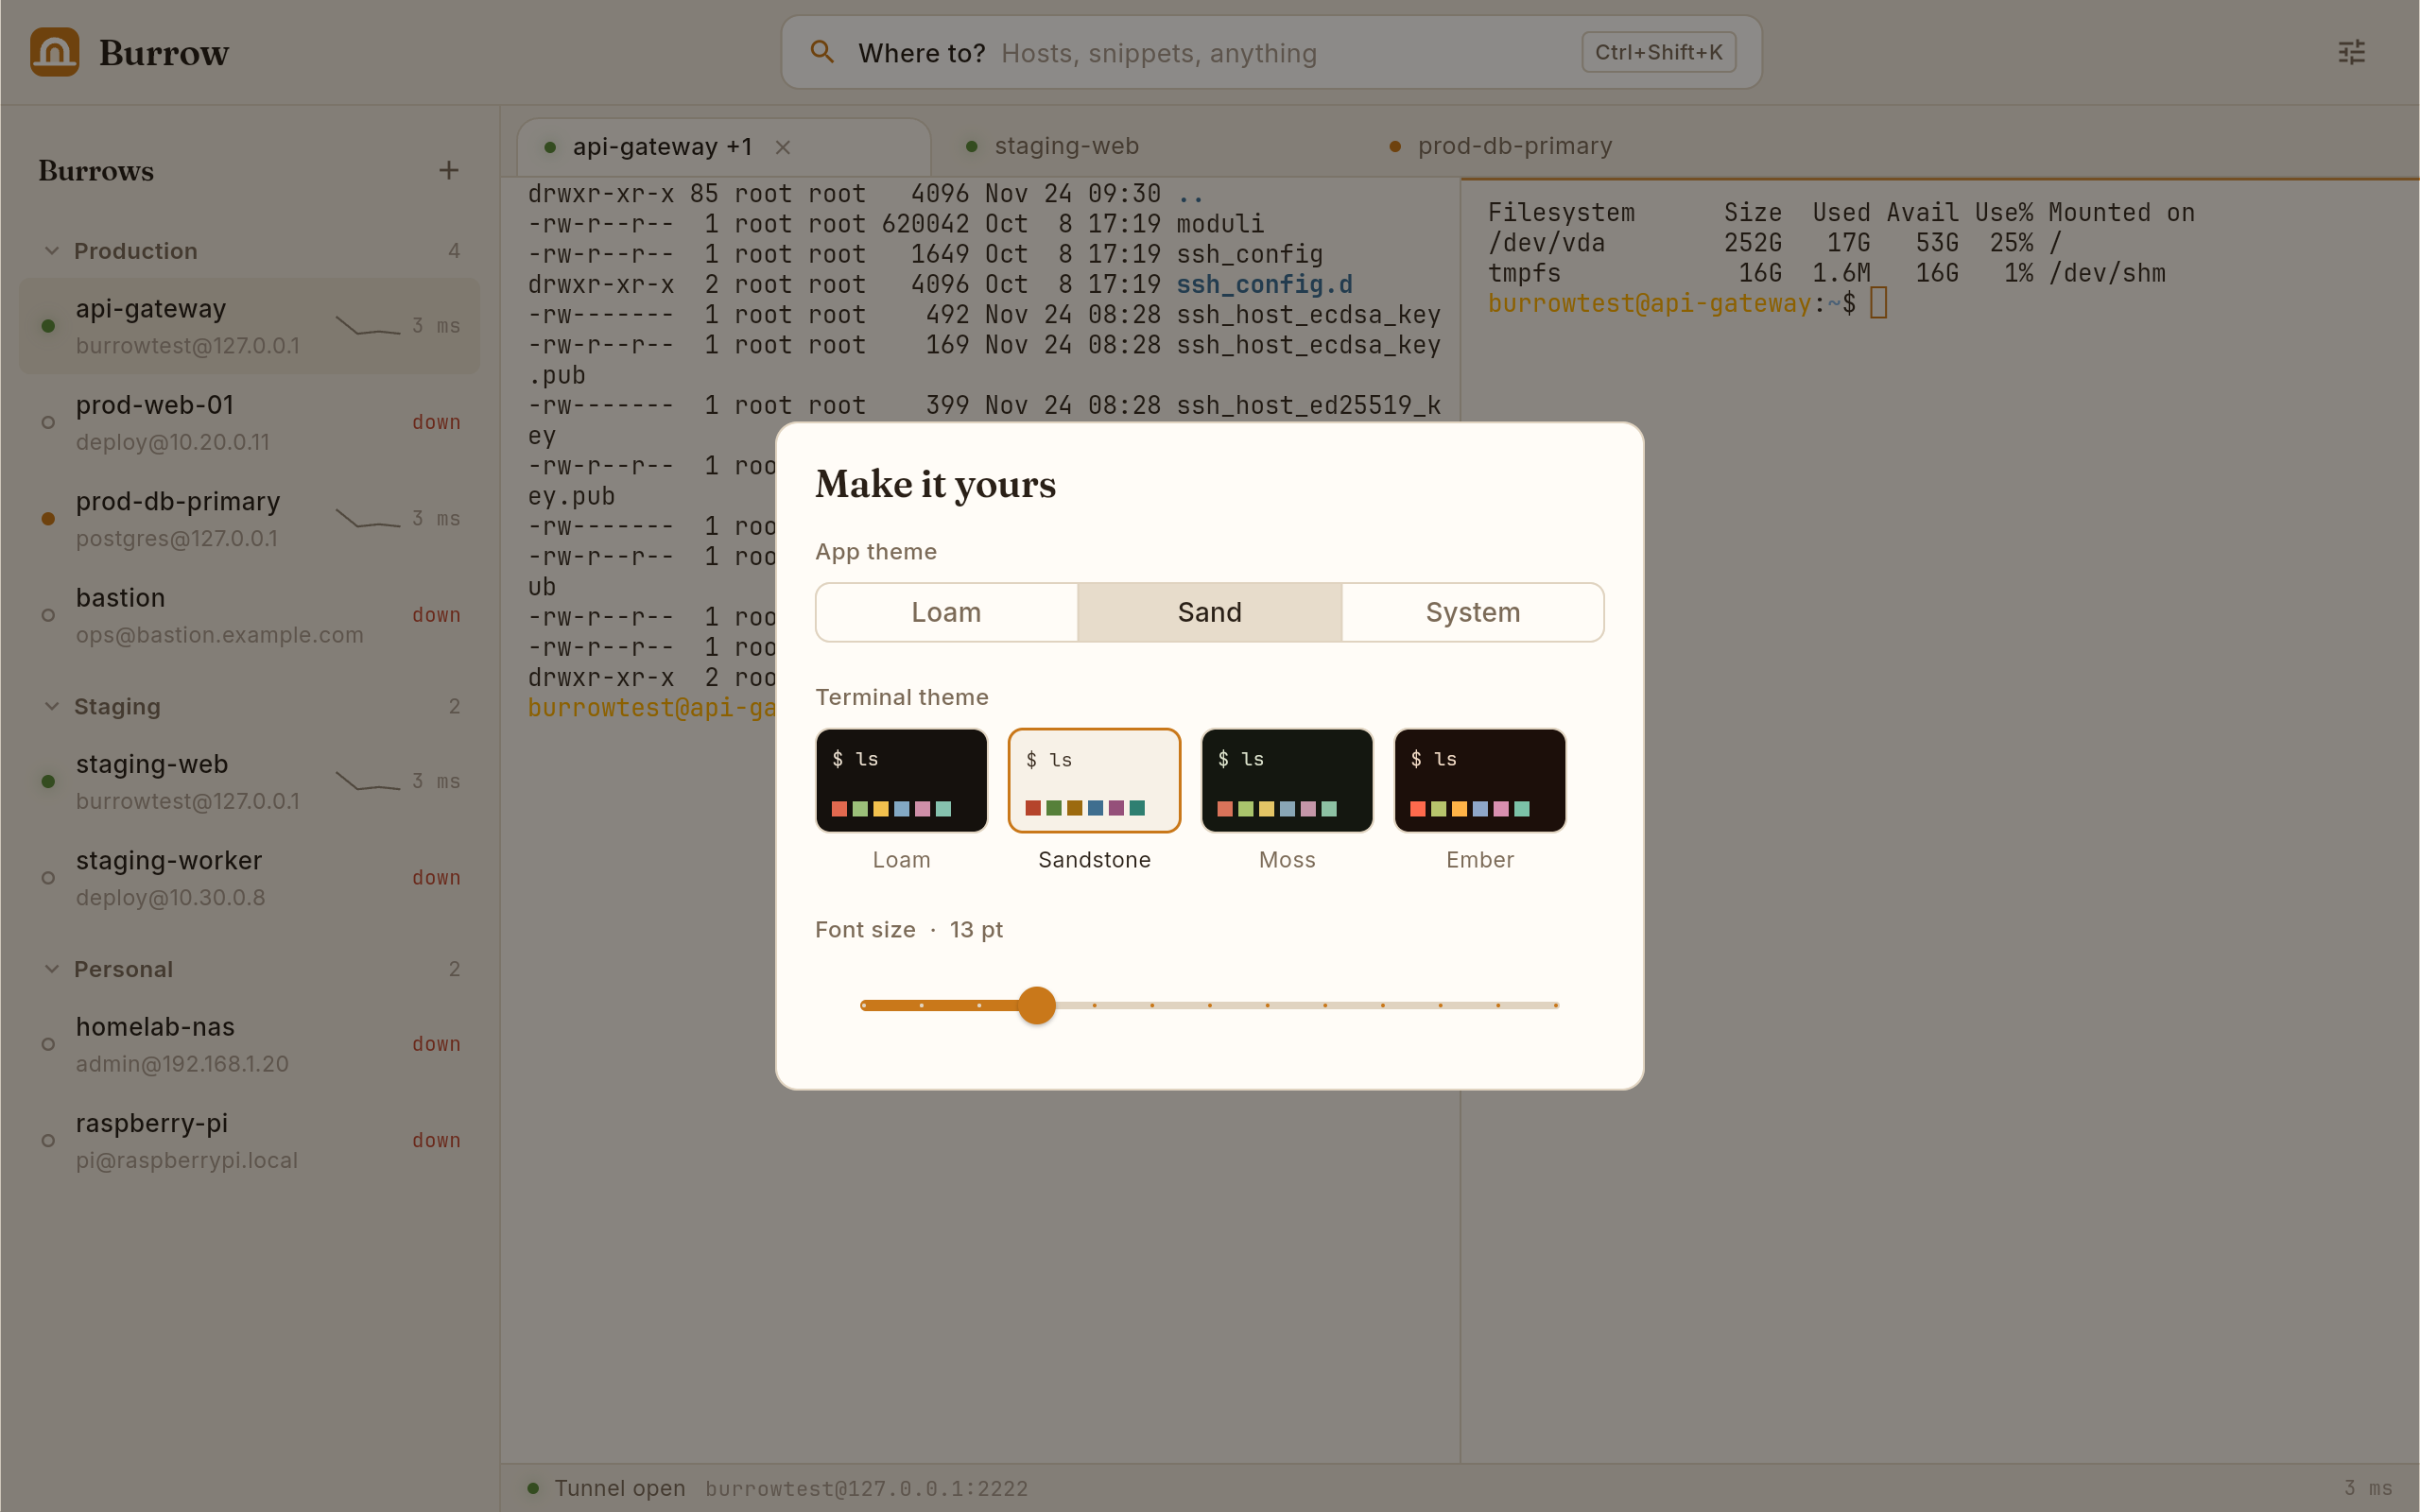 Burrow
Where to? Hosts, snippets, anything
Ctrl+Shift+K
Burrows
Production 4
api-gateway
burrowtest@127.0.0.1
3 ms
prod-web-01
deploy@10.20.0.11
down
prod-db-primary
postgres@127.0.0.1
3 ms
bastion
ops@bastion.example.com
down
Staging 2
staging-web
burrowtest@127.0.0.1
3 ms
staging-worker
deploy@10.30.0.8
down
Personal 2
homelab-nas
admin@192.168.1.20
down
raspberry-pi
pi@raspberrypi.local
down
api-gateway +1
staging-web
prod-db-primary
drwxr-xr-x 85 root root   4096 Nov 24 09:30 ..
-rw-r--r--  1 root root 620042 Oct  8 17:19 moduli
-rw-r--r--  1 root root   1649 Oct  8 17:19 ssh_config
drwxr-xr-x  2 root root   4096 Oct  8 17:19 ssh_config.d
-rw-------  1 root root    492 Nov 24 08:28 ssh_host_ecdsa_key
-rw-r--r--  1 root root    169 Nov 24 08:28 ssh_host_ecdsa_key
.pub
-rw-------  1 root root    399 Nov 24 08:28 ssh_host_ed25519_k
ey
-rw-r--r--  1 roo
ey.pub
-rw-------  1 roo
-rw-r--r--  1 roo
ub
-rw-r--r--  1 roo
-rw-r--r--  1 roo
drwxr-xr-x  2 roo
burrowtest@api-ga
Filesystem      Size  Used Avail Use% Mounted on
/dev/vda        252G   17G   53G  25% /
tmpfs            16G  1.6M   16G   1% /dev/shm
burrowtest@api-gateway:~$
Make it yours
App theme
Loam Sand System
Terminal theme
$ ls
$ ls
$ ls
$ ls
Loam Sandstone Moss Ember
Font size · 13 pt
Tunnel open burrowtest@127.0.0.1:2222
3 ms